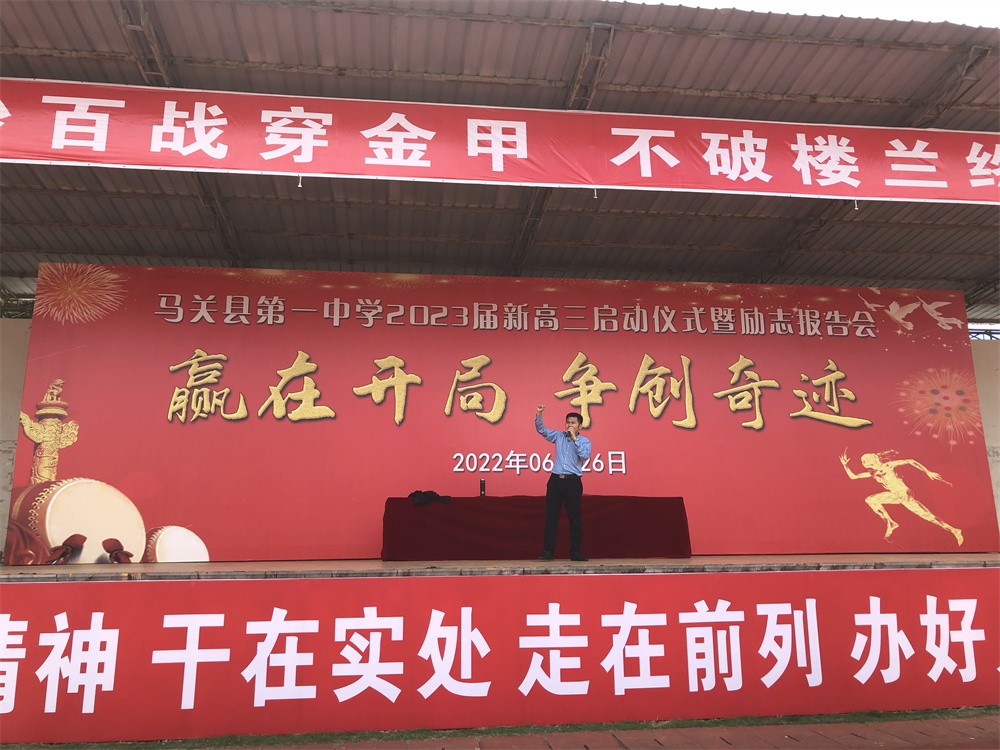 百战穿金甲 不破楼兰终
马关县第一中学2023届新高三启动仪式暨励志报告会
赢在开局 争创奇迹
2022年06 26日
精神 干在实处 走在前列 办好